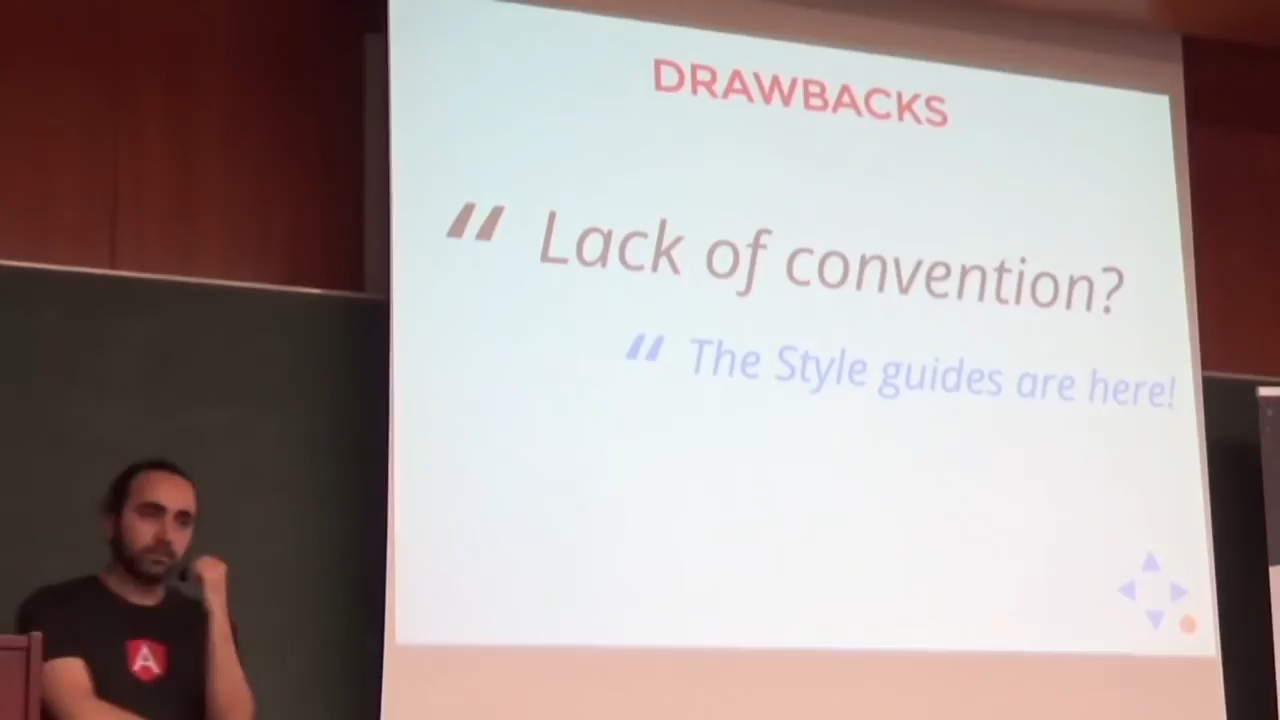 DRAWBACKS
“ Lack of convention?
“ The Style guides are here!
A